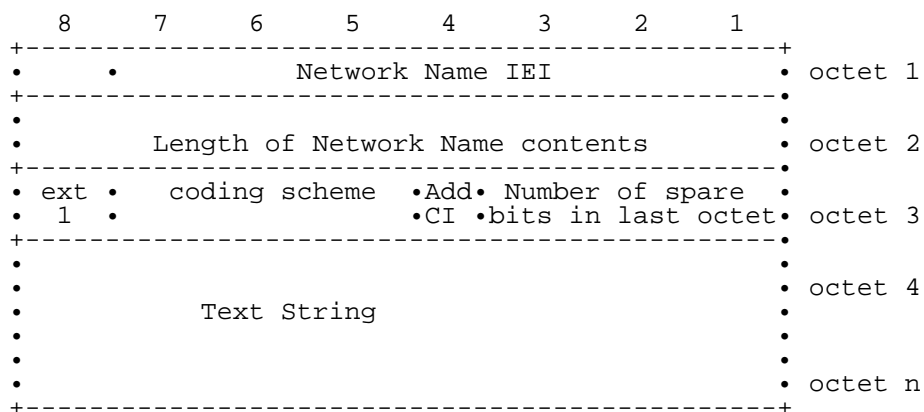 8 7 6 5 4 3 2 1
+-----------------------------------------------+
• • Network Name IEI • octet 1
+-----------------------------------------------•
• •
• Length of Network Name contents • octet 2
+-----------------------------------------------•
• ext • coding scheme •Add• Number of spare •
• 1 • •CI •bits in last octet• octet 3
+-----------------------------------------------•
• •
• • octet 4
• Text String •
• •
• •
• • octet n
+-----------------------------------------------+